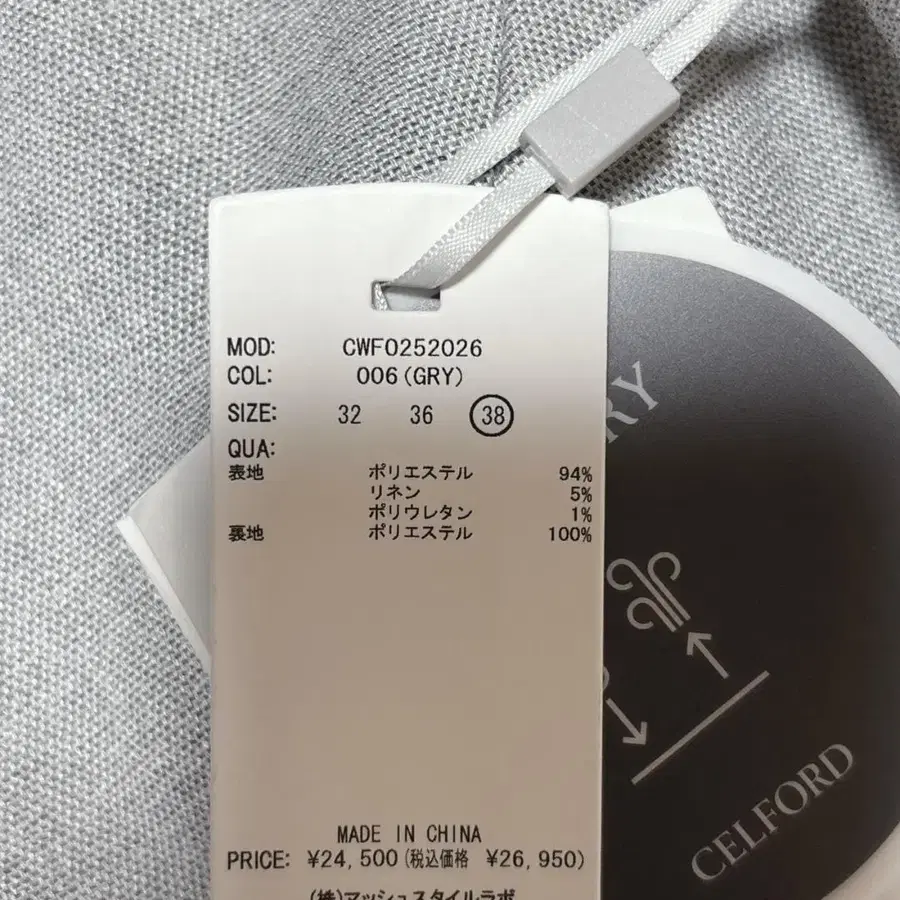 MOD: CWF0252026
COL: 006(GRY)
SIZE: 32 36 38
QUA:
表地 ポリエステル 94%
リネン 5%
ポリウレタン 1%
裏地 ポリエステル 100%
MADE IN CHINA
PRICE: ¥24,500(税込価格 ¥26,950)
(株)マッシュスタイルラボ
RY
CELFORD